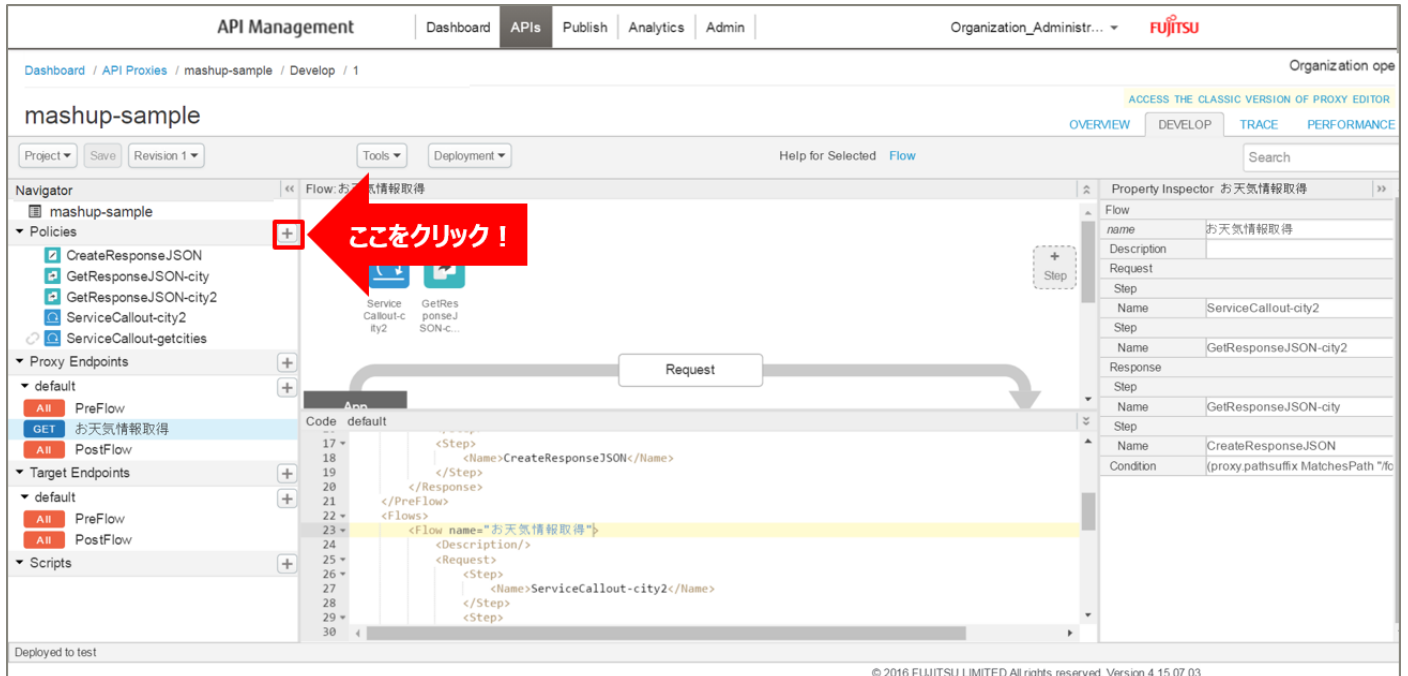 API Management
Dashboard
APIs
Publish
Analytics
Admin
Organization_Administr...
FUJITSU
Dashboard / API Proxies / mashup-sample / Develop / 1
Organization ope
ACCESS THE CLASSIC VERSION OF PROXY EDITOR
mashup-sample
OVERVIEW
DEVELOP
TRACE
PERFORMANCE
Project
Save
Revision 1
Tools
Deployment
Help for Selected Flow
Search
Navigator
mashup-sample
Policies
CreateResponseJSON
GetResponseJSON-city
GetResponseJSON-city2
ServiceCallout-city2
ServiceCallout-getcities
Proxy Endpoints
default
All PreFlow
GET お天気情報取得
All PostFlow
Target Endpoints
default
All PreFlow
All PostFlow
Scripts
Flow:お天気情報取得
ここをクリック！
+
Step
Service
Callout-c
ity2
GetRes
ponseJ
SON-c...
Request
App
Code default
17 <Step>
18 <Name>CreateResponseJSON</Name>
19 </Step>
20 </Response>
21 </PreFlow>
22 <Flows>
23 <Flow name="お天気情報取得">
24 <Description/>
25 <Request>
26 <Step>
27 <Name>ServiceCallout-city2</Name>
28 </Step>
29 <Step>
30
Property Inspector お天気情報取得
Flow
name お天気情報取得
Description
Request
Step
Name ServiceCallout-city2
Step
Name GetResponseJSON-city2
Response
Step
Name GetResponseJSON-city
Step
Name CreateResponseJSON
Condition (proxy.pathsuffix MatchesPath "/fo
Deployed to test
© 2016 FUJITSU LIMITED All rights reserved. Version 4.15.07.03